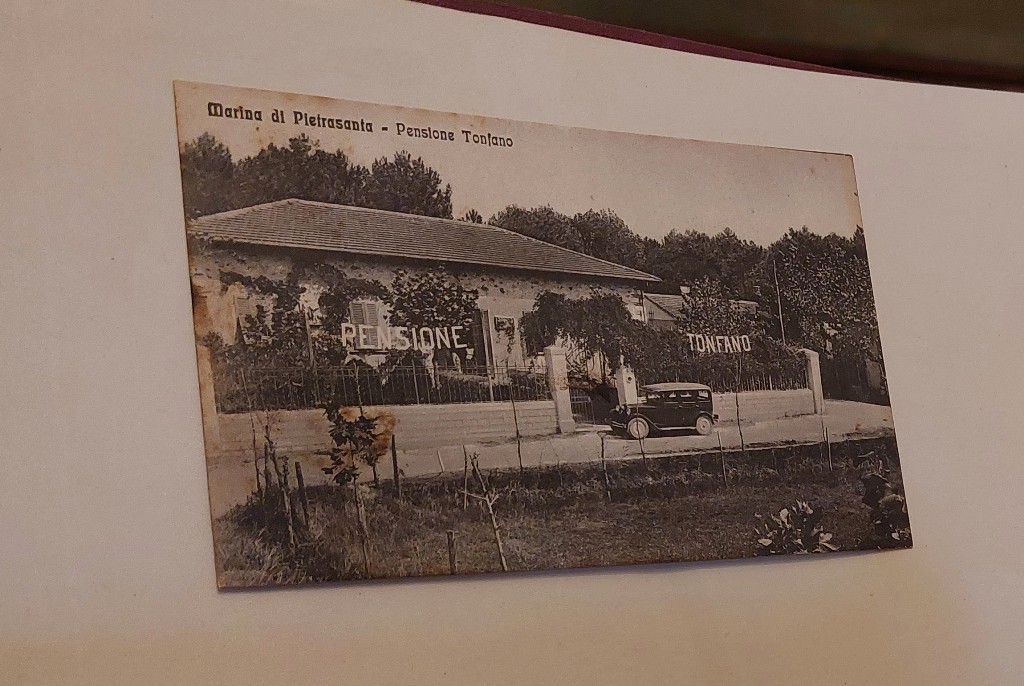 Marina di Pietrasanta - Pensione Tonfano
PENSIONE
TONFANO